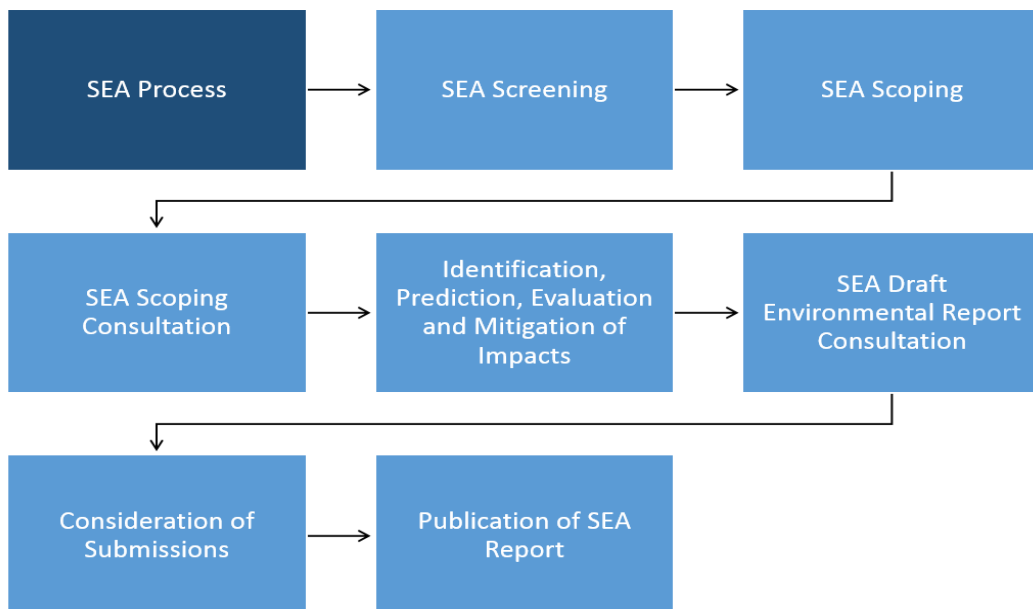 SEA Process
SEA Screening
SEA Scoping
SEA Scoping
Consultation
Identification,
Prediction, Evaluation
and Mitigation of
Impacts
SEA Draft
Environmental Report
Consultation
Consideration of
Submissions
Publication of SEA
Report